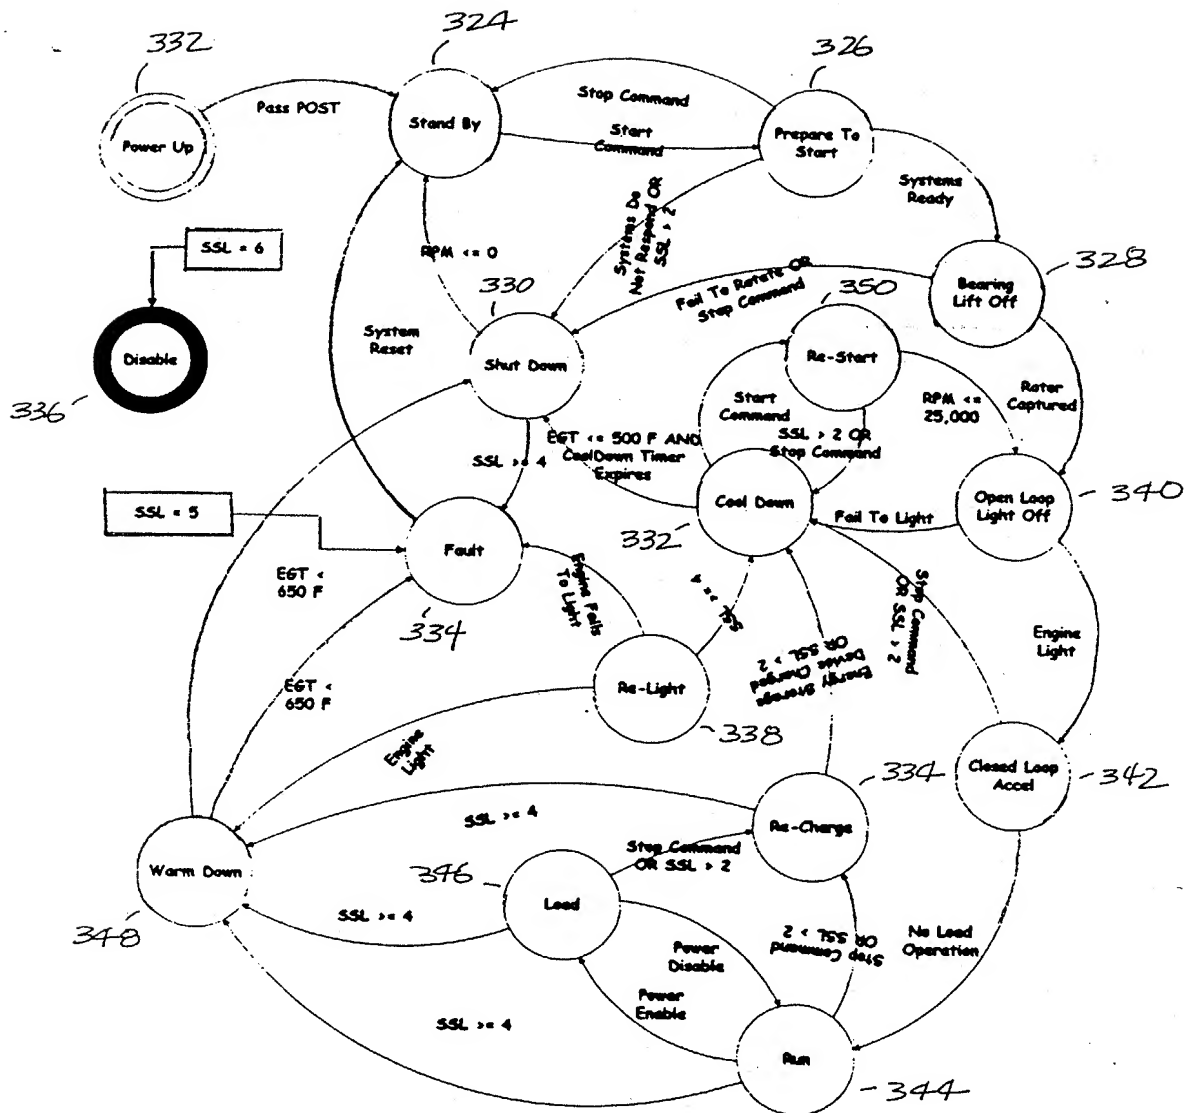 332
324
326
Power Up
Pass POST
Stand By
Stop Command
Start
Command
Prepare To
Start
Systems
Ready
SSL = 6
RPM <= 0
Systems Do
Not Respond OR
SSL > 2
330
Fail To Rotate OR
Stop Command
350
Bearing
Lift Off
328
Disable
336
System
Reset
Shut Down
Re-Start
Start
Command
RPM <=
25,000
Rotor
Captured
SSL >= 4
EGT <= 500 F AND
CoolDown Timer
Expires
SSL > 2 OR
Stop Command
SSL = 5
Fault
334
Cool Down
332
Fail To Light
Open Loop
Light Off
340
EGT <
650 F
Engine Fails
To Light
SSL >= 4
Stop Command
OR SSL > 2
Energy Storage
Device Charged
OR SSL > 2
Engine
Light
EGT <
650 F
Re-Light
338
Engine
Light
Closed Loop
Accel
342
334
Re-Charge
SSL >= 4
Stop Command
OR SSL > 2
Warm Down
348
346
Load
SSL >= 4
Stop Command
OR SSL > 2
No Load
Operation
Power
Disable
Power
Enable
SSL >= 4
Run
344